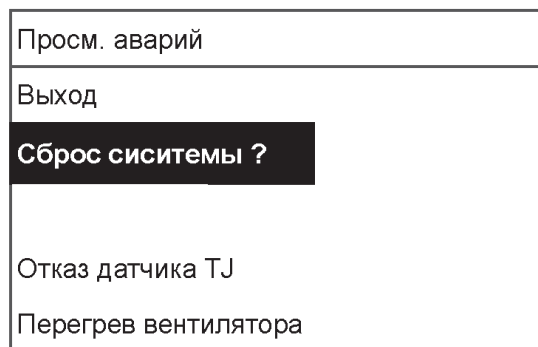 Просм. аварий
Выход
Сброс сиситемы ?
Отказ датчика TJ
Перегрев вентилятора